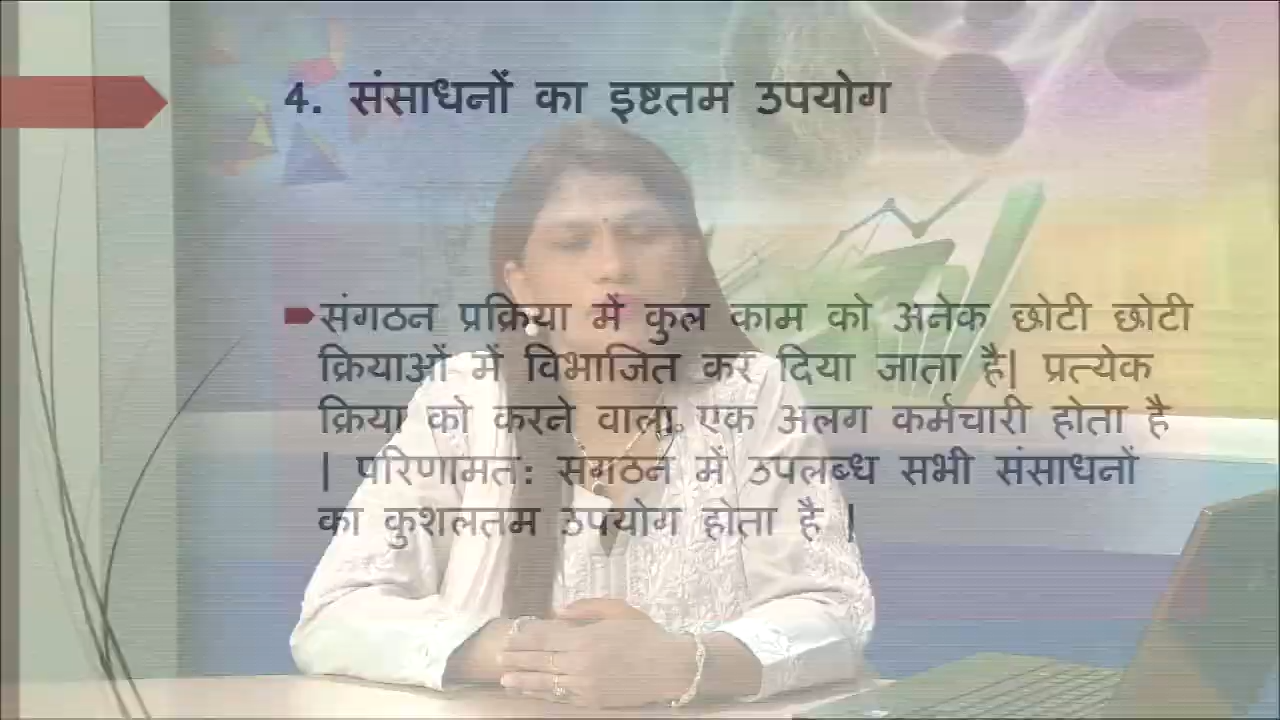 4. संसाधनों का इष्टतम उपयोग
संगठन प्रक्रिया में कुल काम को अनेक छोटी छोटी
क्रियाओं में विभाजित कर दिया जाता है| प्रत्येक
क्रिया को करने वाला एक अलग कर्मचारी होता है
| परिणामत: संगठन में उपलब्ध सभी संसाधनों
का कुशलतम उपयोग होता है |